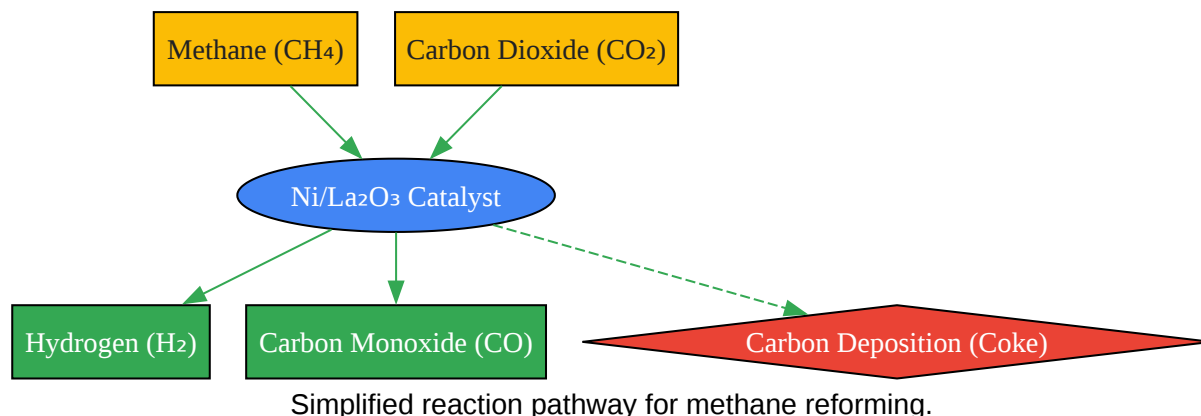 Methane (CH₄)
Carbon Dioxide (CO₂)
Ni/La₂O₃ Catalyst
Hydrogen (H₂)
Carbon Monoxide (CO)
Carbon Deposition (Coke)
Simplified reaction pathway for methane reforming.